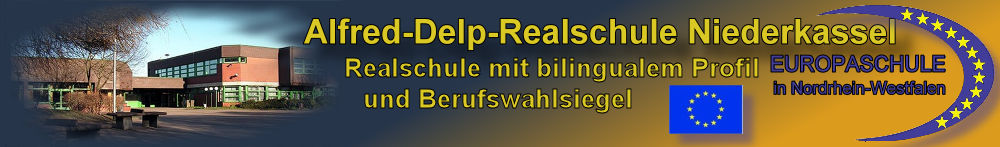 Alfred-Delp-Realschule Niederkassel
Realschule mit bilingualem Profil
und Berufswahlsiegel
EUROPASCHULE
in Nordrhein-Westfalen